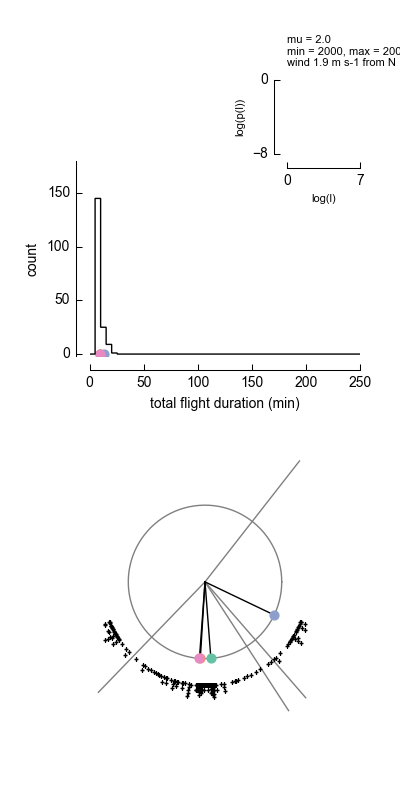 mu = 2.0
min = 2000, max = 200
wind 1.9 m s-1 from N
0
log(p(l))
−8
0 7
log(l)
150
100
count
50
0
0 50 100 150 200 250
total flight duration (min)